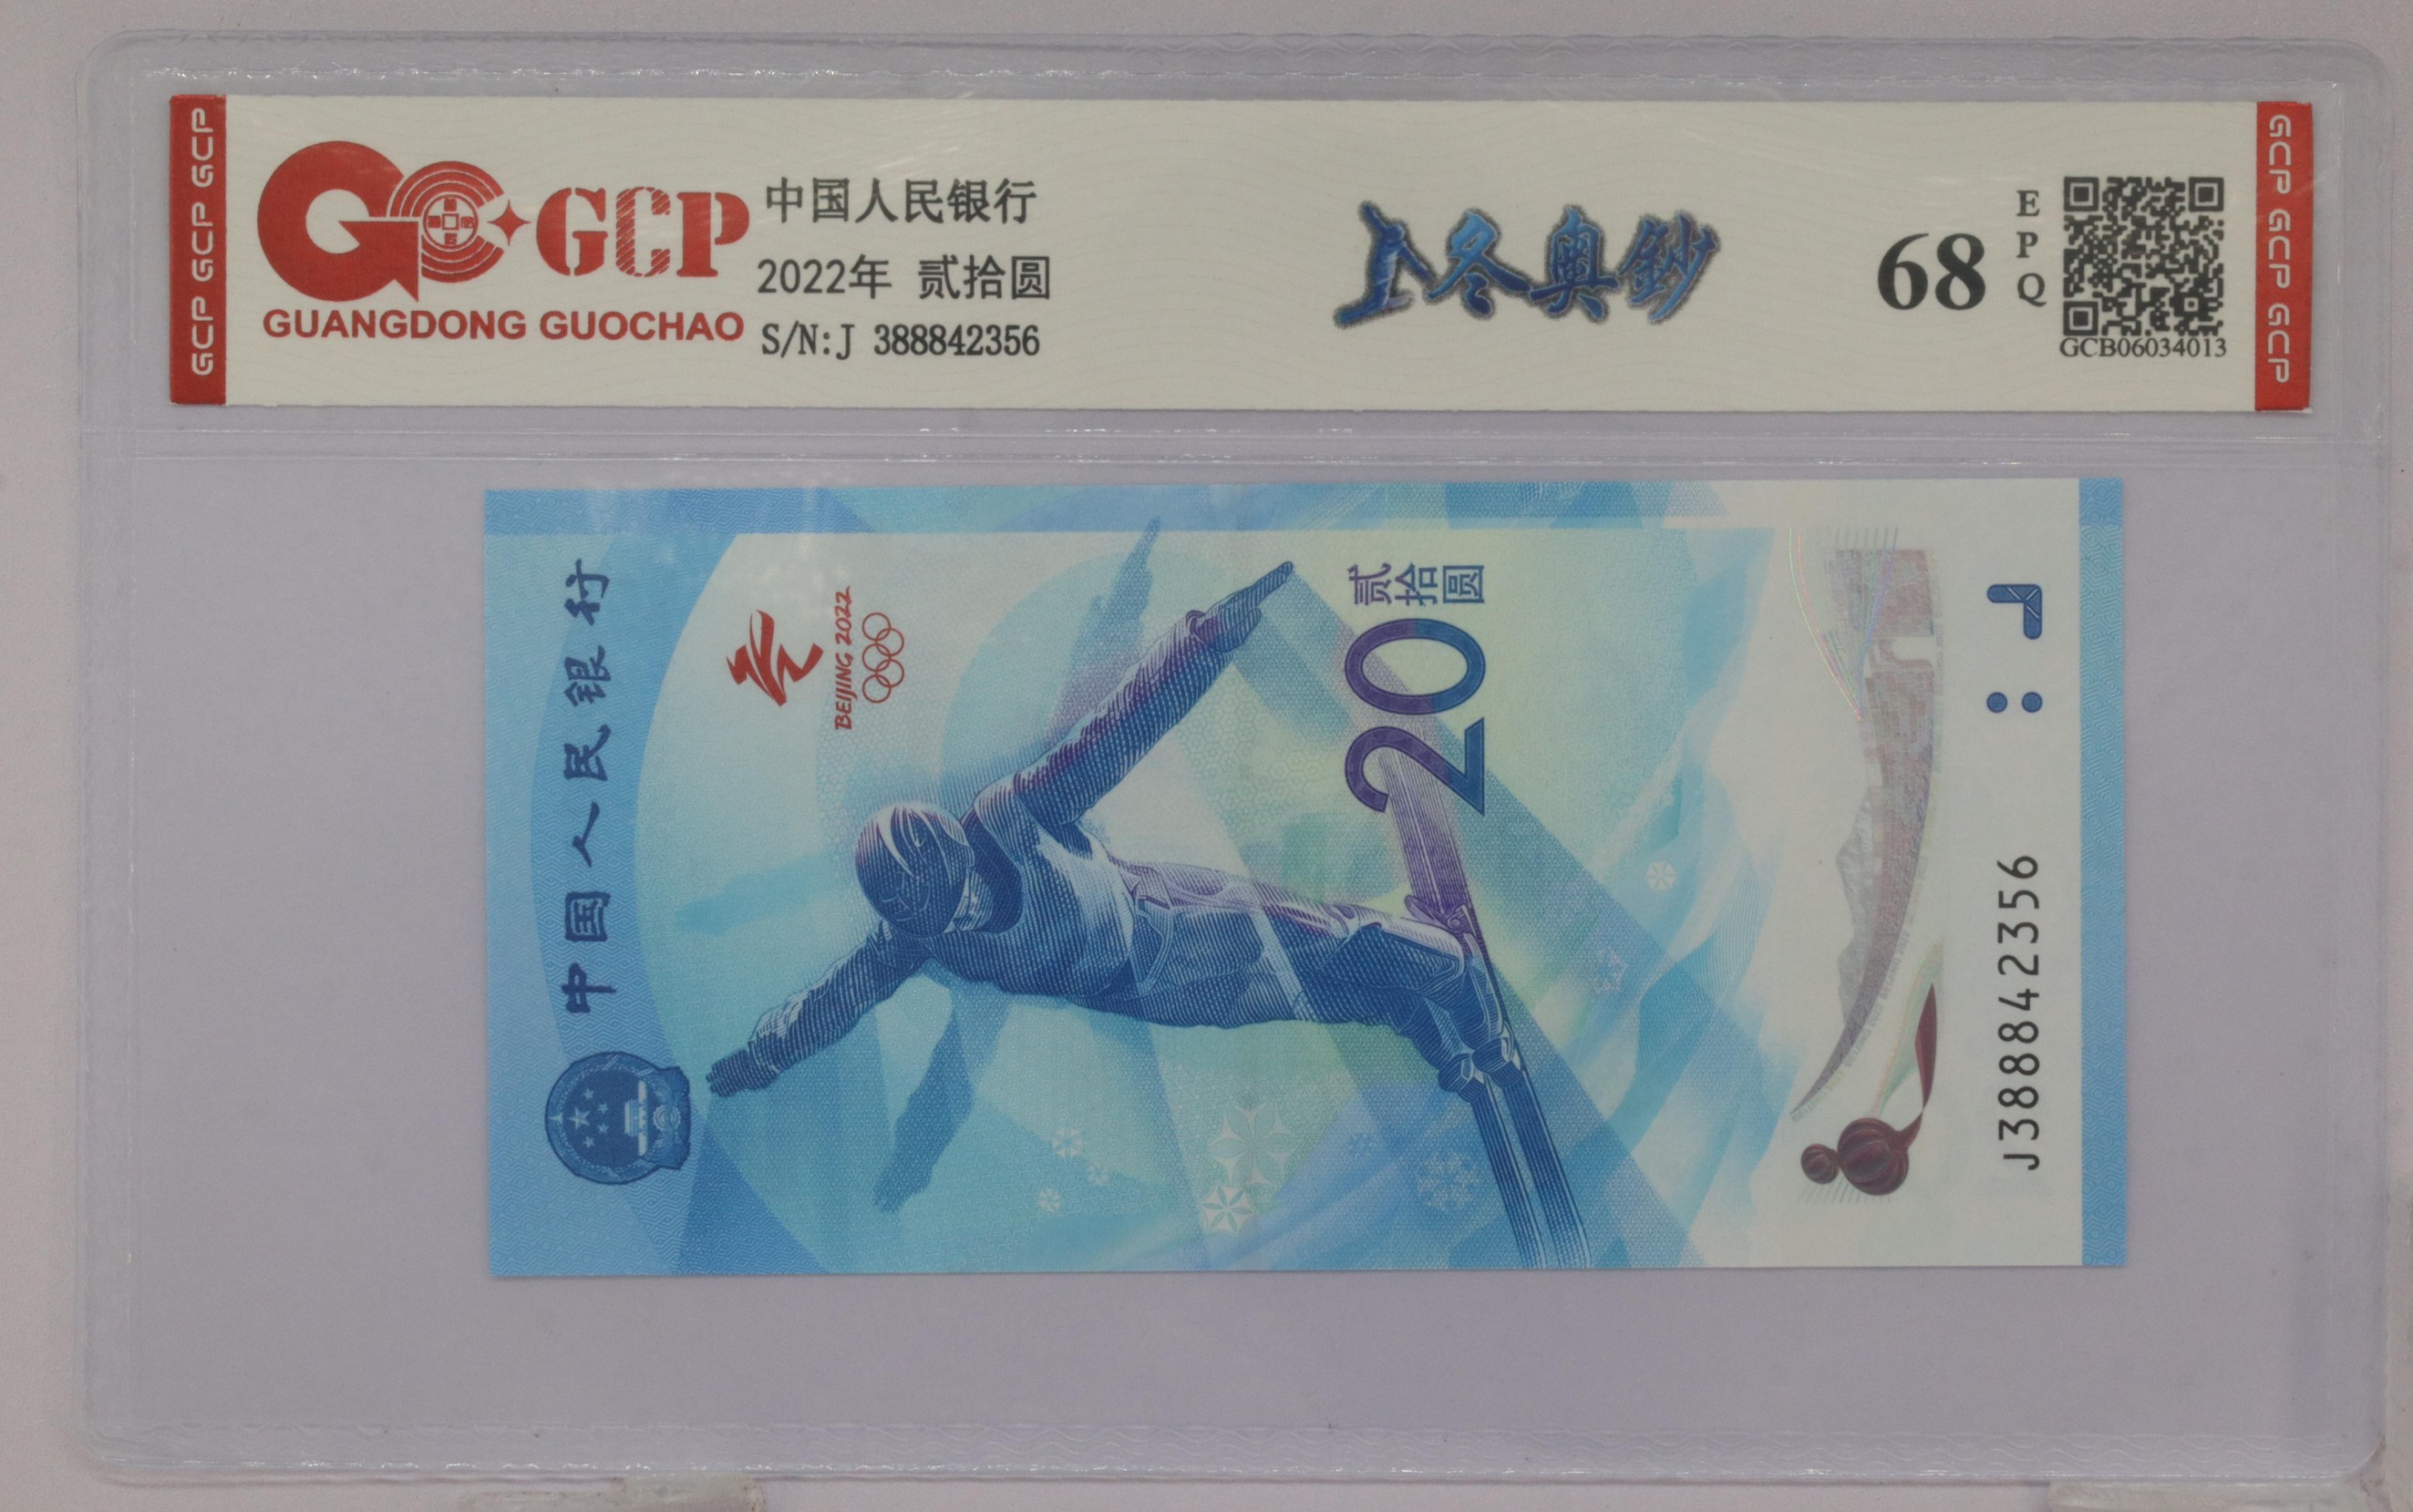 GCP GCP GCP
GCP
GUANGDONG GUOCHAO
中国人民银行
2022年 贰拾圆
S/N:J 388842356
冬奥鈔
68
EPQ
GCB06034013
GCP GCP GCP
中国人民银行
BEIJING 2022
贰拾圆
20
J388842356